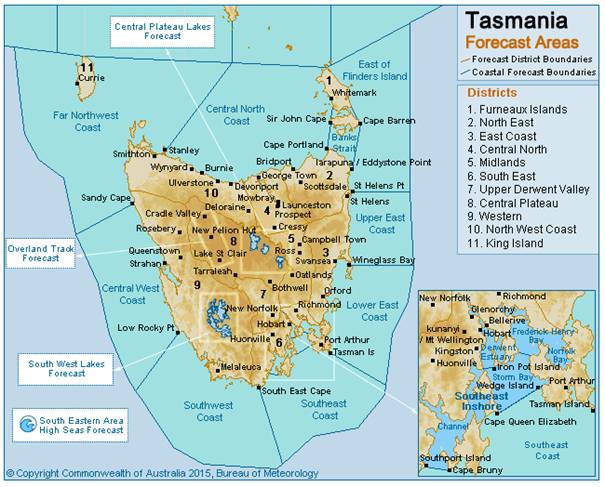 Tasmania
Forecast Areas
Forecast District Boundaries
Coastal Forecast Boundaries
Districts
1. Furneaux Islands
2. North East
3. East Coast
4. Central North
5. Midlands
6. South East
7. Upper Derwent Valley
8. Central Plateau
9. Western
10. North West Coast
11. King Island
Central Plateau Lakes
Forecast
11
Currie
East of
Flinders Island
1
Whitemark
Far Northwest
Coast
Central North
Coast
Sir John Cape
Cape Barren
Banks
Strait
Cape Portland
Stanley
Smithton
Wynyard
Burnie
Bridport
Iarapuna / Eddystone Point
2
Ulverstone
George Town
Devonport
Scottsdale
10
Mowbray
St Helens Pt
Sandy Cape
Deloraine
4
Launceston
St Helens
Cradle Valley
Prospect
Upper East
Coast
Rosebery
Cressy
New Pelion Hut
8
5
Campbell Town
Overland Track
Forecast
Queenstown
Lake St Clair
Ross
3
Strahan
Swansea
Wineglass Bay
Tarraleah
Oatlands
9
7
Bothwell
Central West
Coast
Orford
Lower East
Coast
New Norfolk
Richmond
Low Rocky Pt
Hobart
Huonville
6
Port Arthur
Tasman Is
South West Lakes
Forecast
Melaleuca
South East Cape
Southwest
Coast
Southeast
Coast
South Eastern Area
High Seas Forecast
New Norfolk
Richmond
Glenorchy
Bellerive
kunanyi
/ Mt Wellington
Hobart
Frederick Henry
Bay
Kingston
Derwent
Estuary
Norfolk
Bay
Huonville
Iron Pot Island
Storm Bay
Wedge Island
Port Arthur
Southeast
Inshore
Tasman Island
Channel
Cape Queen Elizabeth
Southeast
Coast
Southport Island
Cape Bruny
© Copyright Commonwealth of Australia 2015, Bureau of Meteorology